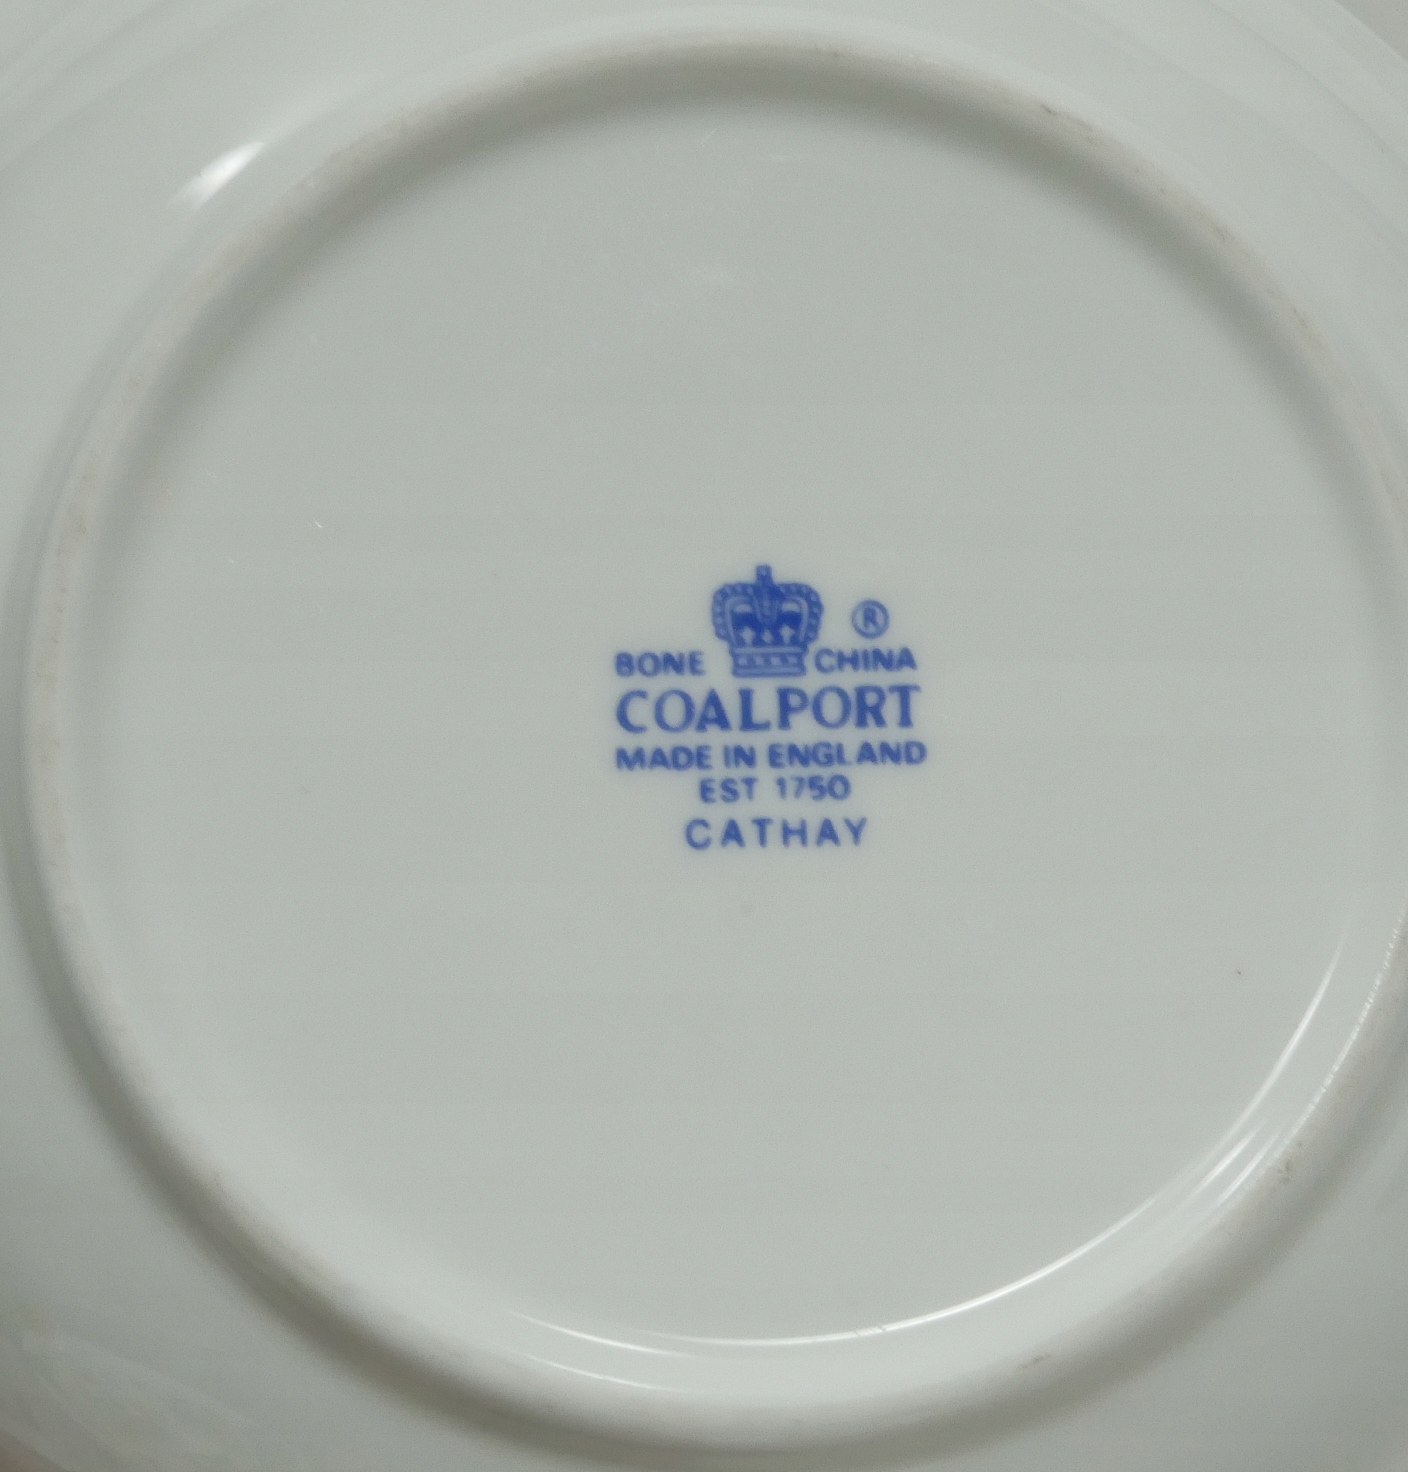 ®
BONE CHINA
COALPORT
MADE IN ENGLAND
EST 1750
CATHAY